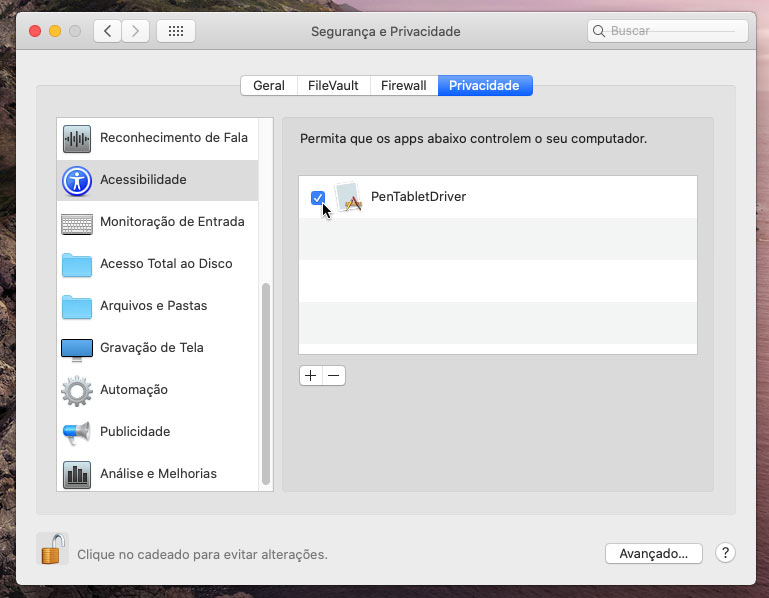 Segurança e Privacidade
Buscar
Geral
FileVault
Firewall
Privacidade
Reconhecimento de Fala
Acessibilidade
Monitoração de Entrada
Acesso Total ao Disco
Arquivos e Pastas
Gravação de Tela
Automação
Publicidade
Análise e Melhorias
Permita que os apps abaixo controlem o seu computador.
PenTabletDriver
Clique no cadeado para evitar alterações.
Avançado...
?